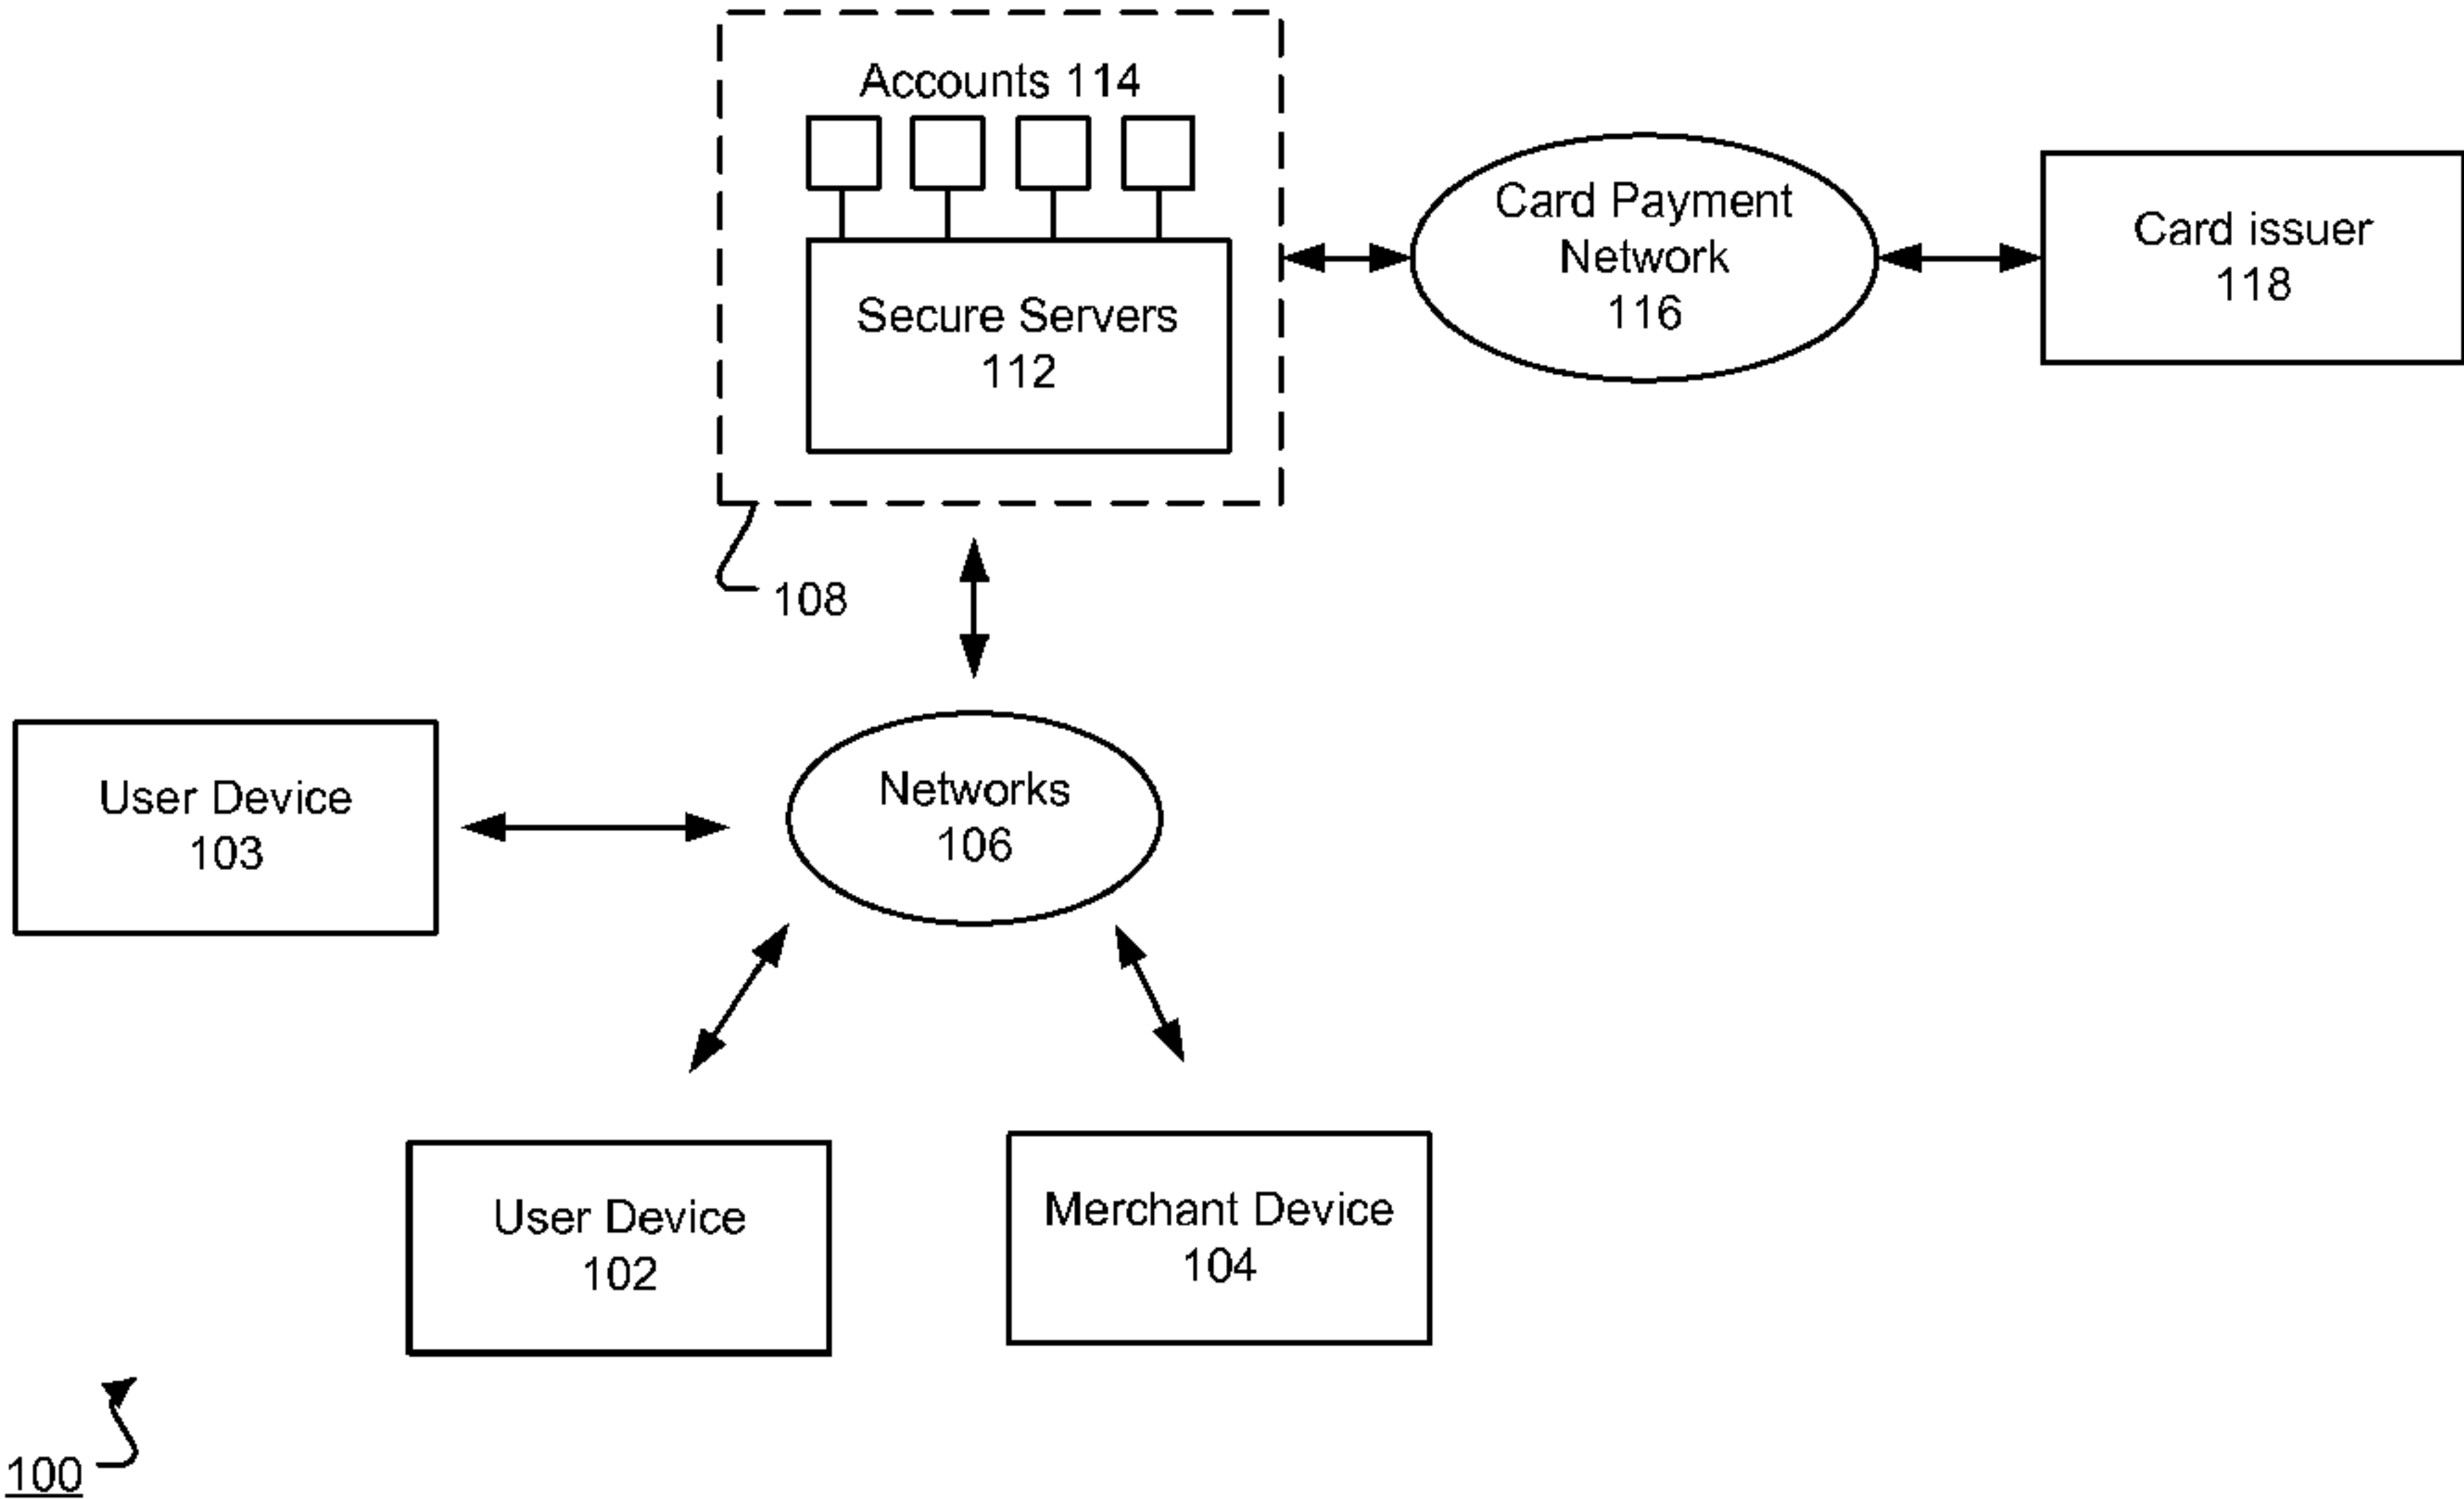 Accounts 114
Secure Servers
112
Card Payment
Network
116
Card issuer
118
108
User Device
103
Networks
106
User Device
102
Merchant Device
104
100